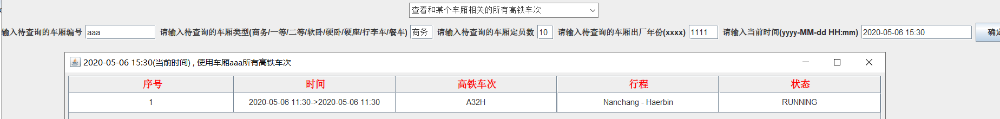 查看和某个车厢相关的所有高铁车次
输入待查询的车厢编号 aaa 请输入待查询的车厢类型(商务/一等/二等/软卧/硬卧/硬座/行李车/餐车) 商务 请输入待查询的车厢定员数 10 请输入待查询的车厢出厂年份(xxxx) 1111 请输入当前时间(yyyy-MM-dd HH:mm) 2020-05-06 15:30 确定
2020-05-06 15:30(当前时间) , 使用车厢aaa所有高铁车次
序号 时间 高铁车次 行程 状态
1 2020-05-06 11:30->2020-05-06 11:30 A32H Nanchang - Haerbin RUNNING